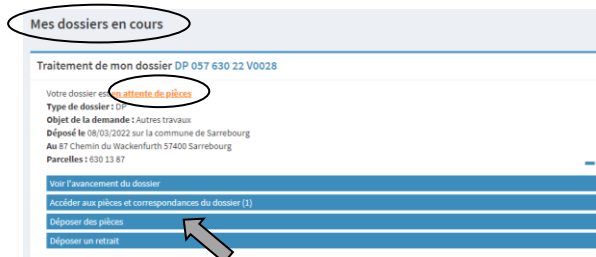 Mes dossiers en cours
Traitement de mon dossier DP 057 630 22 V0028
Votre dossier est en attente de pièces
Type de dossier : DP
Objet de la demande : Autres travaux
Déposé le 08/03/2022 sur la commune de Sarrebourg
Au 87 Chemin du Wackenfurth 57400 Sarrebourg
Parcelles : 630 13 87
Voir l'avancement du dossier
Accéder aux pièces et correspondances du dossier (1)
Déposer des pièces
Déposer un retrait